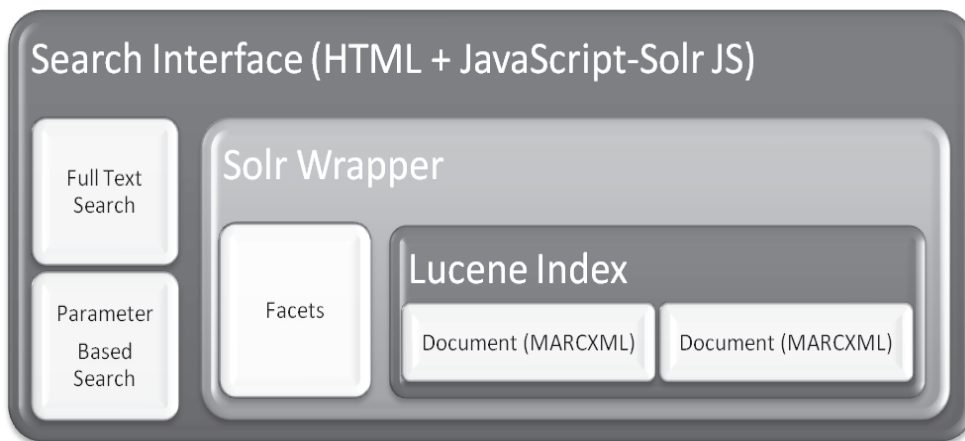 Search Interface (HTML + JavaScript-Solr JS)
Full Text
Search
Parameter
Based
Search
Solr Wrapper
Facets
Lucene Index
Document (MARCXML)
Document (MARCXML)